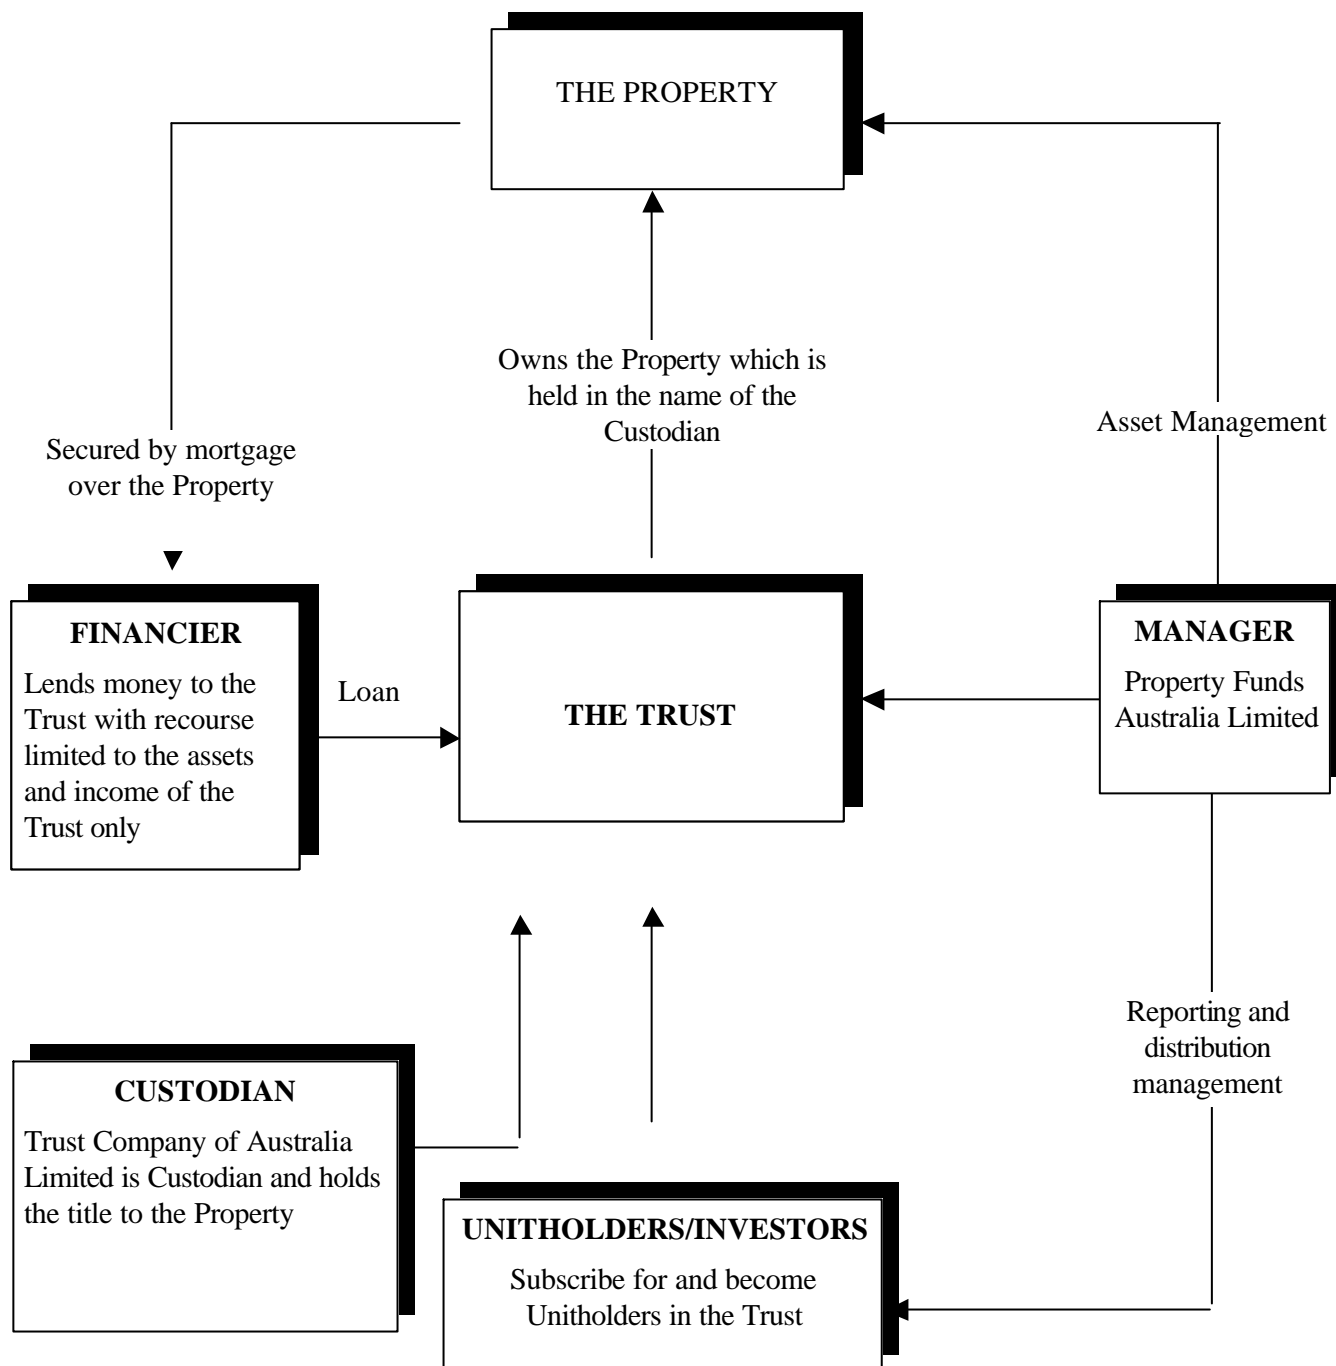 THE PROPERTY
Owns the Property which is
held in the name of the
Custodian
Asset Management
Secured by mortgage
over the Property
FINANCIER
Lends money to the
Trust with recourse
limited to the assets
and income of the
Trust only
Loan
THE TRUST
MANAGER
Property Funds
Australia Limited
Reporting and
distribution
management
CUSTODIAN
Trust Company of Australia
Limited is Custodian and holds
the title to the Property
UNITHOLDERS/INVESTORS
Subscribe for and become
Unitholders in the Trust